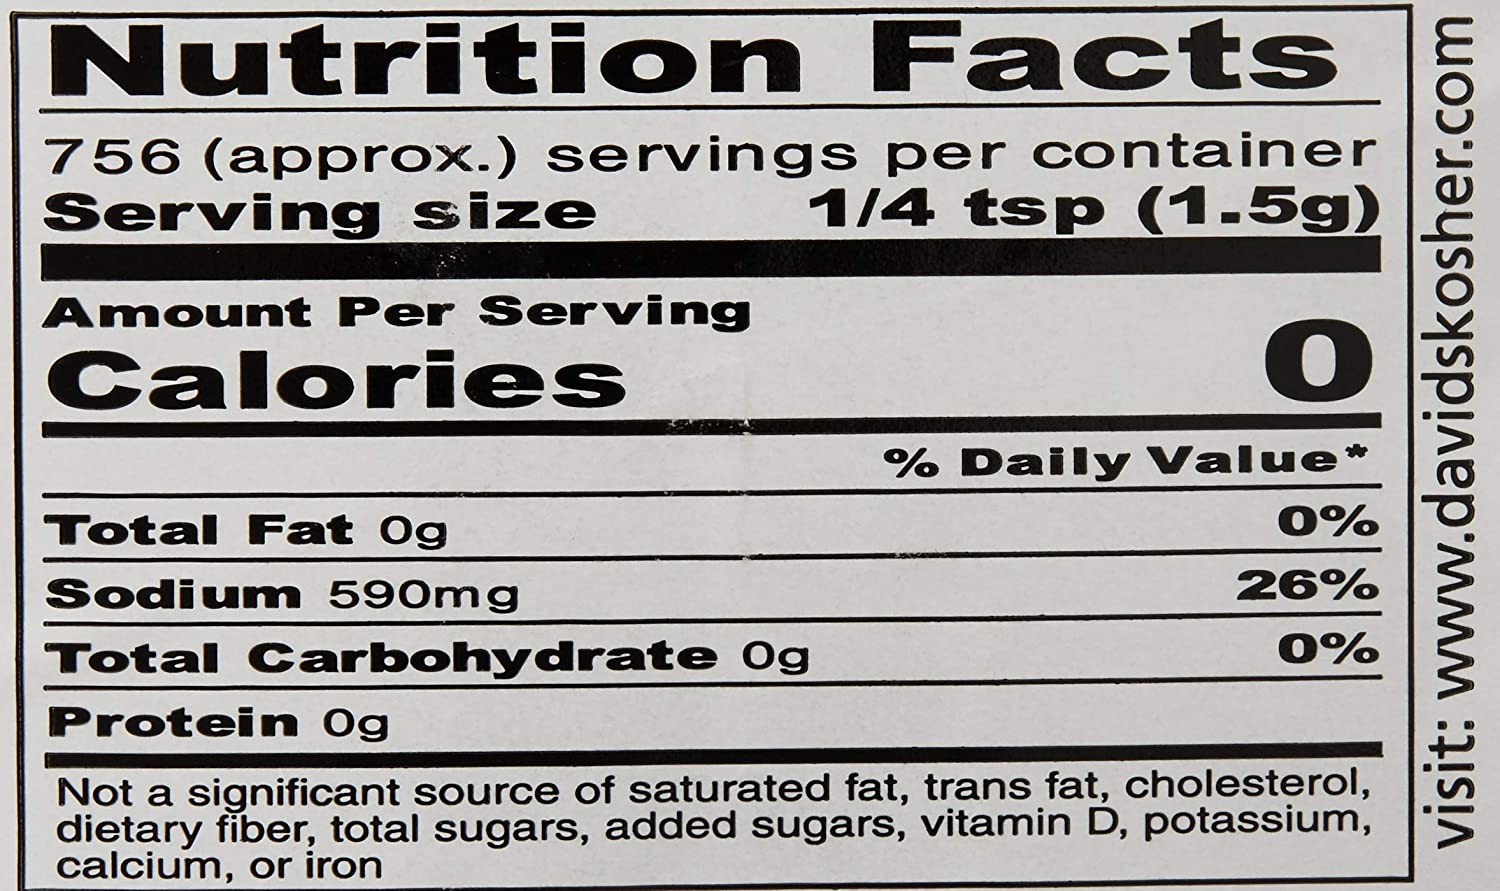 Nutrition Facts
756 (approx.) servings per container
Serving size 1/4 tsp (1.5g)
Amount Per Serving
Calories 0
% Daily Value*
Total Fat 0g 0%
Sodium 590mg 26%
Total Carbohydrate 0g 0%
Protein 0g
Not a significant source of saturated fat, trans fat, cholesterol,
dietary fiber, total sugars, added sugars, vitamin D, potassium,
calcium, or iron
visit: www.davidskosher.com